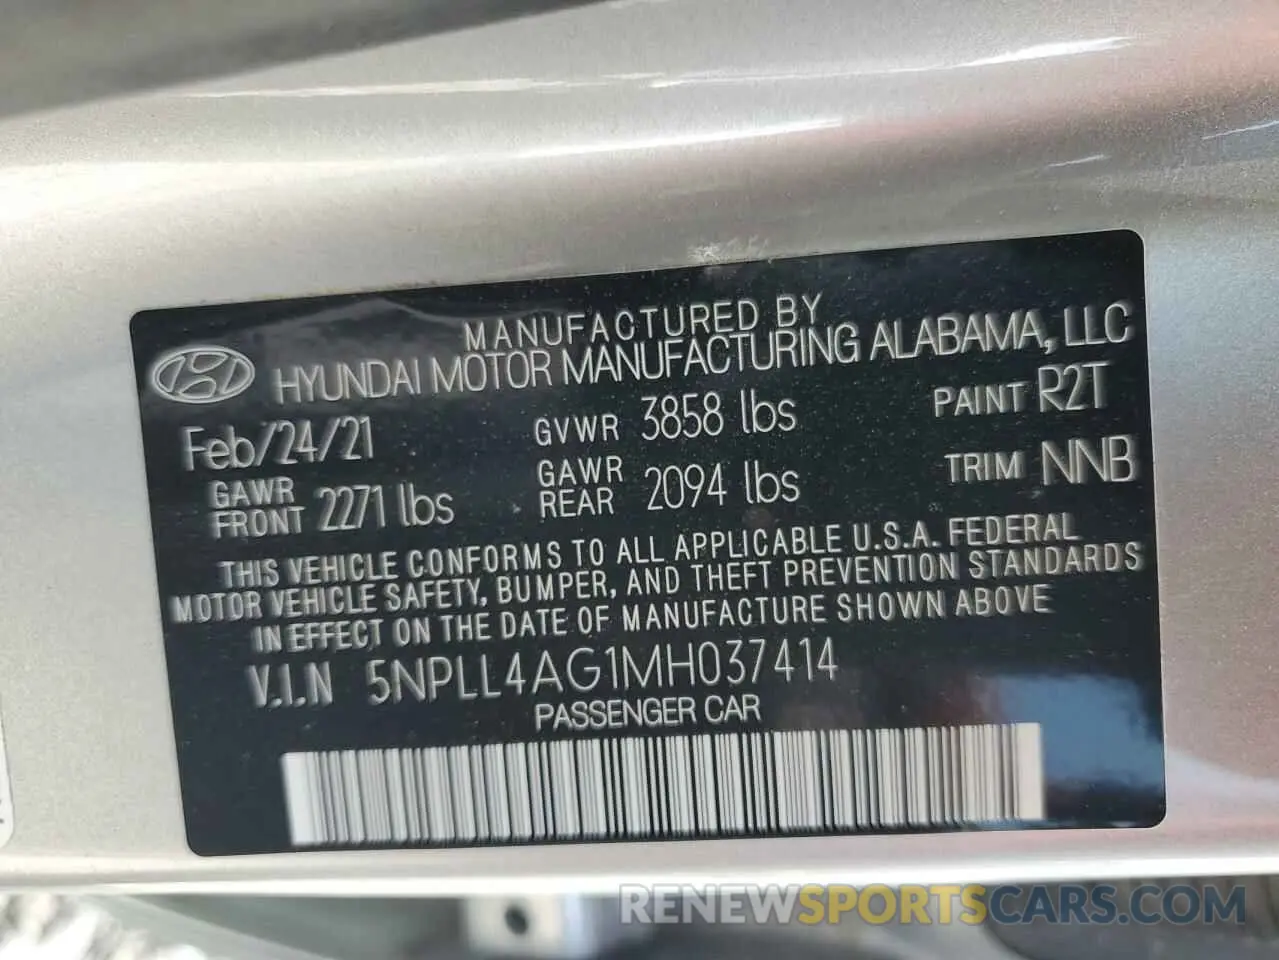 MANUFACTURED BY
HYUNDAI MOTOR MANUFACTURING ALABAMA, LLC
Feb/24/21 GVWR 3858 lbs PAINT R2T
GAWR FRONT 2271 lbs GAWR REAR 2094 lbs TRIM NNB
THIS VEHICLE CONFORMS TO ALL APPLICABLE U.S.A. FEDERAL
MOTOR VEHICLE SAFETY, BUMPER, AND THEFT PREVENTION STANDARDS
IN EFFECT ON THE DATE OF MANUFACTURE SHOWN ABOVE
V.I.N 5NPLL4AG1MH037414
PASSENGER CAR
RENEWSPORTSCARS.COM